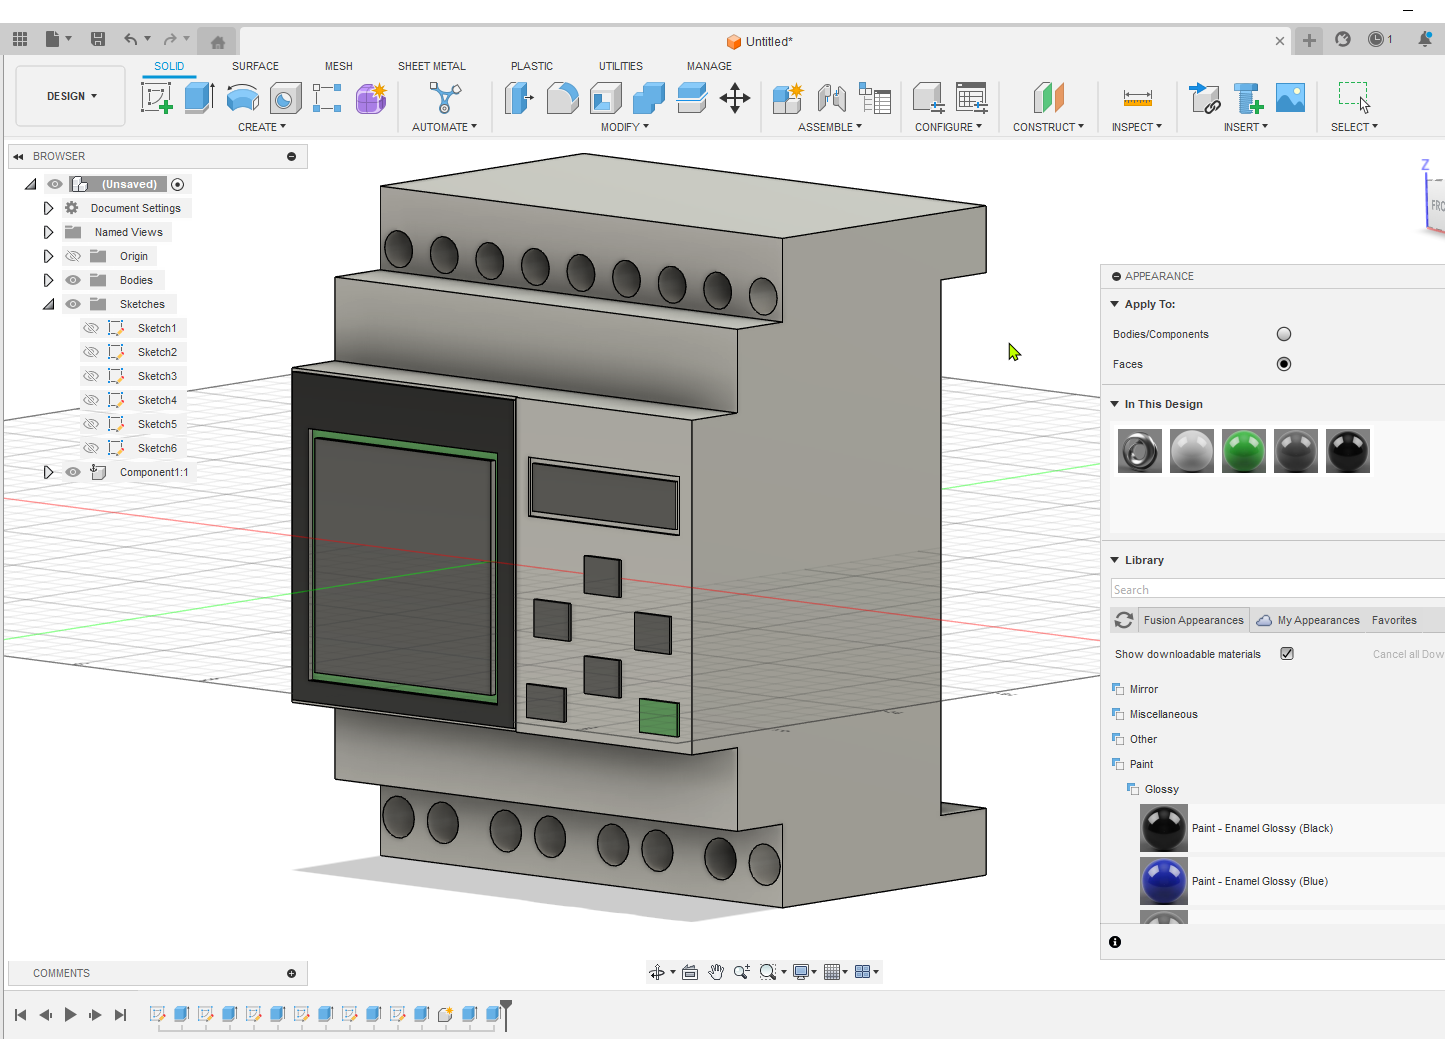 Untitled*
1
SOLID SURFACE MESH SHEET METAL PLASTIC UTILITIES MANAGE
DESIGN
CREATE AUTOMATE MODIFY ASSEMBLE CONFIGURE CONSTRUCT INSPECT INSERT SELECT
BROWSER
(Unsaved)
Document Settings
Named Views
Origin
Bodies
Sketches
Sketch1
Sketch2
Sketch3
Sketch4
Sketch5
Sketch6
Component1:1
Z
FRO
APPEARANCE
Apply To:
Bodies/Components
Faces
In This Design
Library
Search
Fusion Appearances My Appearances Favorites
Show downloadable materials Cancel all Dow
Mirror
Miscellaneous
Other
Paint
Glossy
Paint - Enamel Glossy (Black)
Paint - Enamel Glossy (Blue)
COMMENTS